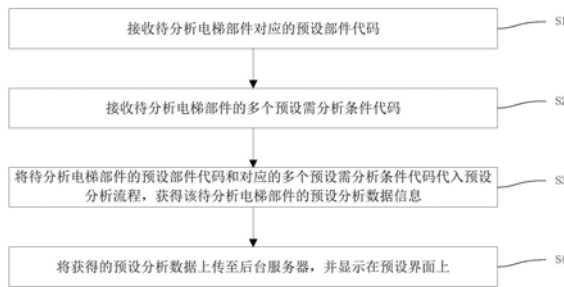 接收待分析电梯部件对应的预设部件代码
S1
接收待分析电梯部件的多个预设需分析条件代码
S2
将待分析电梯部件的预设部件代码和对应的多个预设需分析条件代码代入预设
分析流程，获得该待分析电梯部件的预设分析数据信息
S3
将获得的预设分析数据上传至后台服务器，并显示在预设界面上
S4